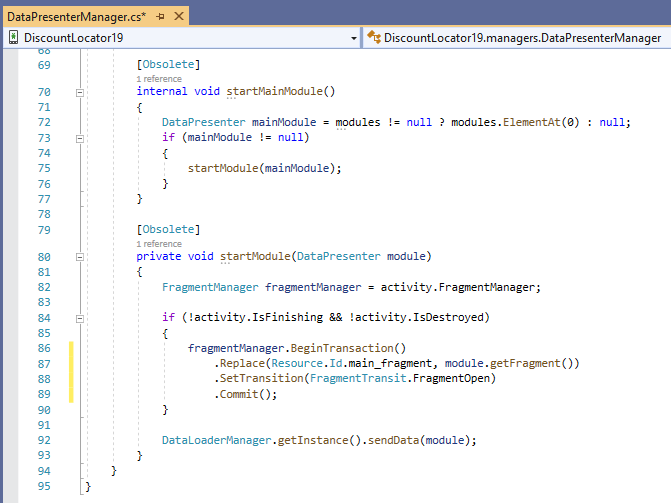 DataPresenterManager.cs*
DiscountLocator19 DiscountLocator19.managers.DataPresenterManager
68
69 [Obsolete]
1 reference
70 internal void startMainModule()
71 {
72 DataPresenter mainModule = modules != null ? modules.ElementAt(0) : null;
73 if (mainModule != null)
74 {
75 startModule(mainModule);
76 }
77 }
78
79 [Obsolete]
1 reference
80 private void startModule(DataPresenter module)
81 {
82 FragmentManager fragmentManager = activity.FragmentManager;
83
84 if (!activity.IsFinishing && !activity.IsDestroyed)
85 {
86 fragmentManager.BeginTransaction()
87 .Replace(Resource.Id.main_fragment, module.getFragment())
88 .SetTransition(FragmentTransit.FragmentOpen)
89 .Commit();
90 }
91
92 DataLoaderManager.getInstance().sendData(module);
93 }
94 }
95 }